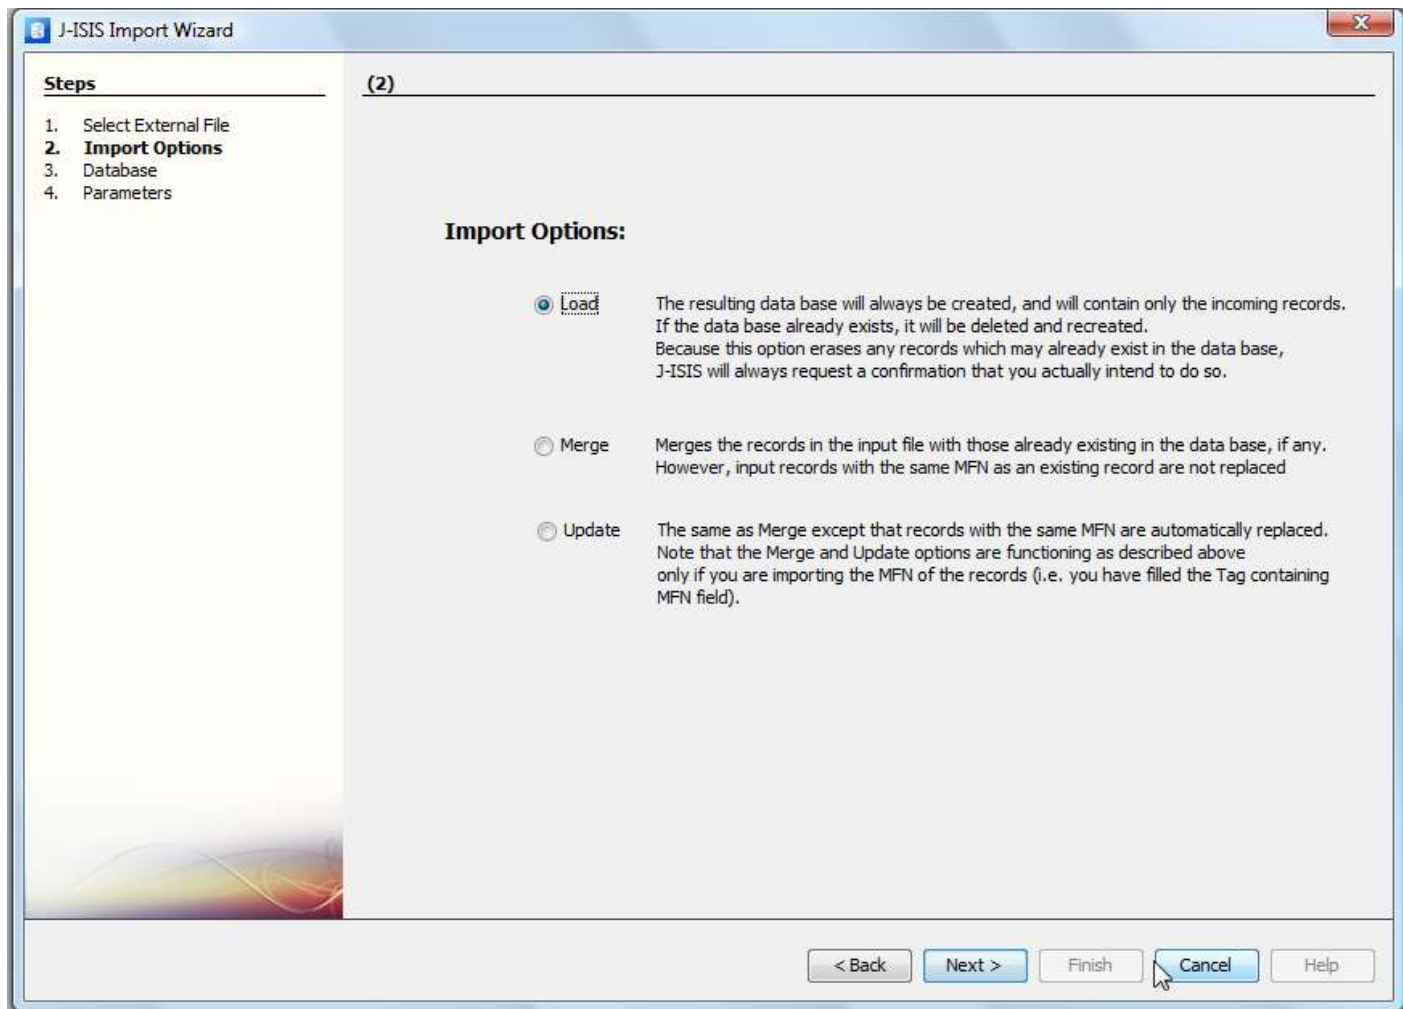 J-ISIS Import Wizard
Steps
1. Select External File
2. Import Options
3. Database
4. Parameters
(2)
Import Options:
Load
The resulting data base will always be created, and will contain only the incoming records.
If the data base already exists, it will be deleted and recreated.
Because this option erases any records which may already exist in the data base,
J-ISIS will always request a confirmation that you actually intend to do so.
Merge
Merges the records in the input file with those already existing in the data base, if any.
However, input records with the same MFN as an existing record are not replaced
Update
The same as Merge except that records with the same MFN are automatically replaced.
Note that the Merge and Update options are functioning as described above
only if you are importing the MFN of the records (i.e. you have filled the Tag containing
MFN field).
< Back
Next >
Finish
Cancel
Help